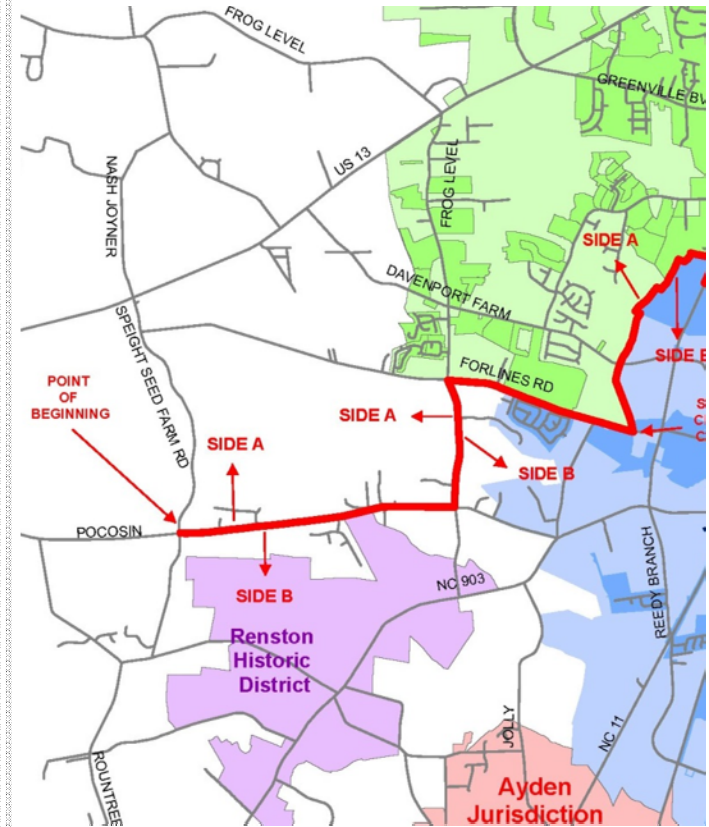 FROG LEVEL
GREENVILLE BV
US 13
NASH JOYNER
FROG LEVEL
SIDE A
DAVENPORT FARM
SPEIGHT SEED FARM RD
SIDE B
FORLINES RD
POINT
OF
BEGINNING
SIDE A
S
C
C
SIDE A
SIDE B
POCOSIN
NC 903
SIDE B
REEDY BRANCH
Renston
Historic
District
JOLLY
NC 11
ROUNTREE
Ayden
Jurisdiction